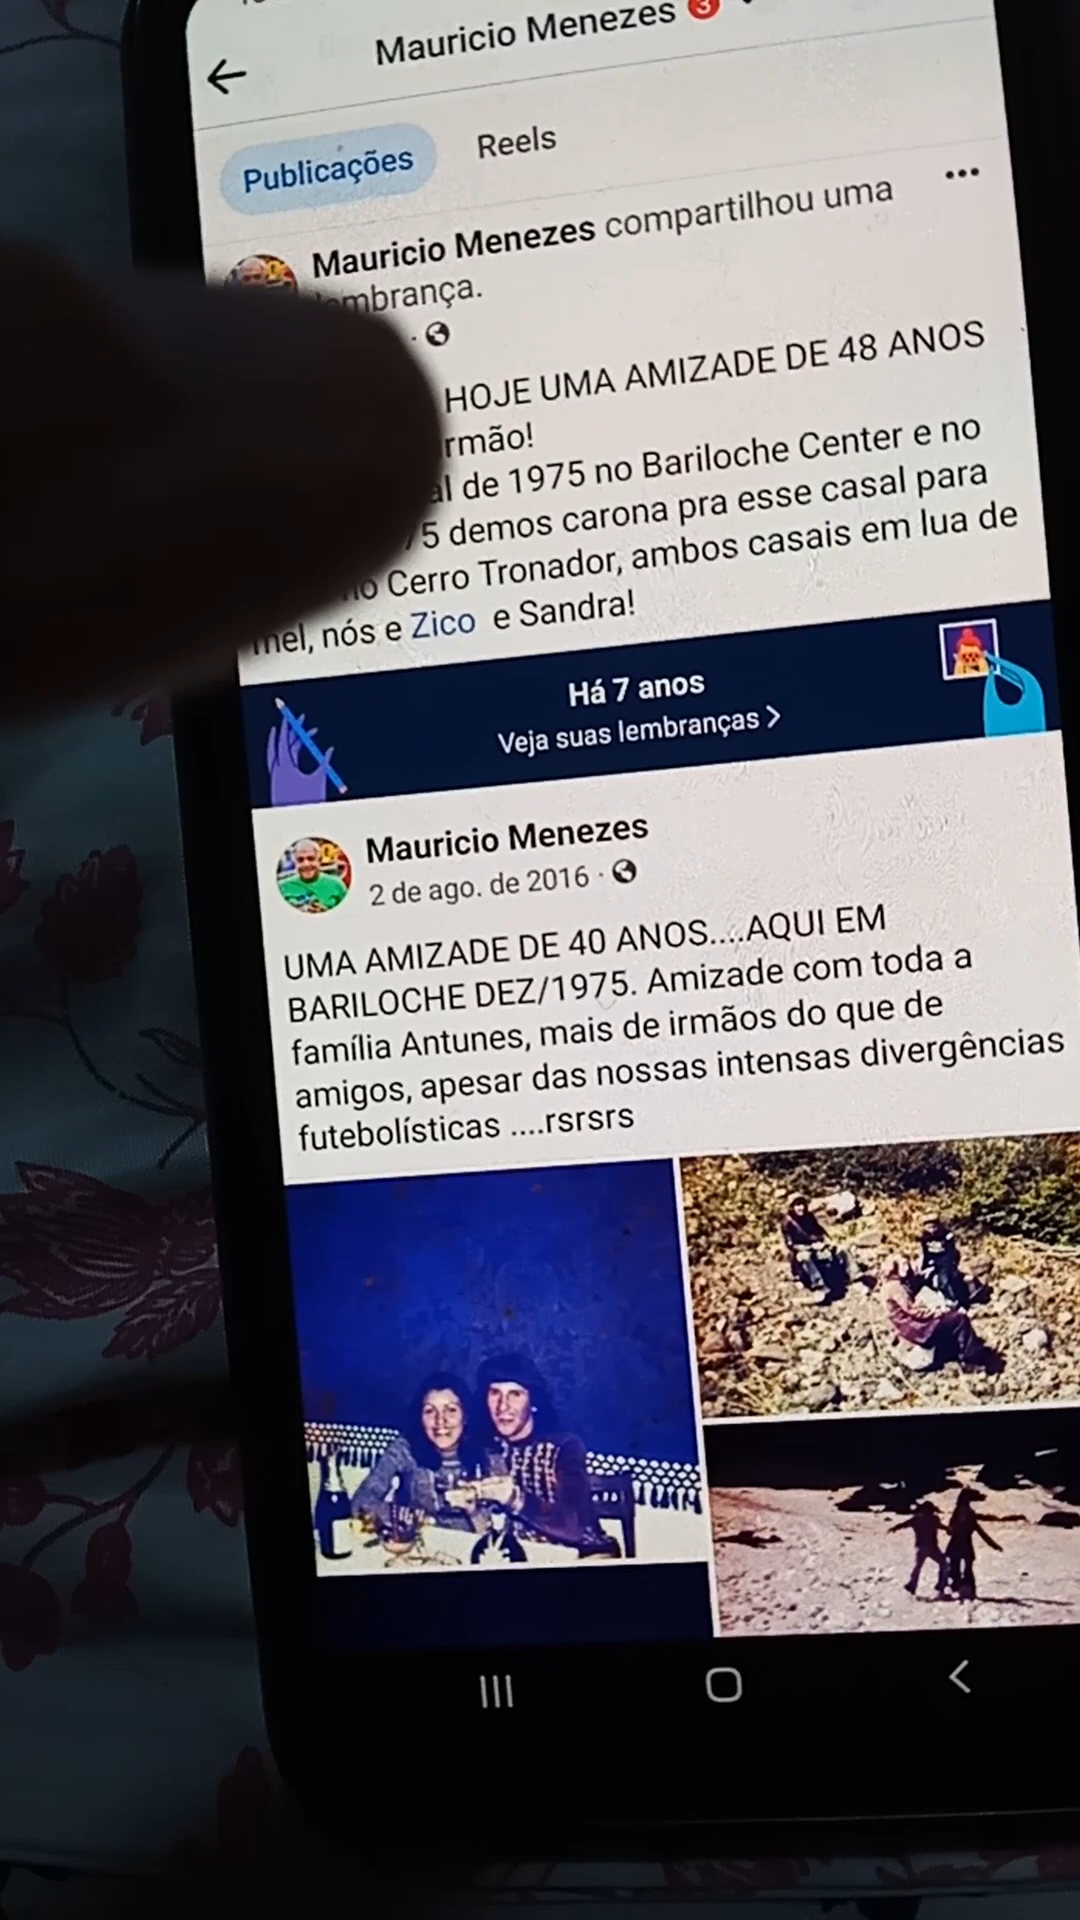 Mauricio Menezes 3
Publicações Reels
Mauricio Menezes compartilhou uma
lembrança.
HOJE UMA AMIZADE DE 48 ANOS
rmão!
al de 1975 no Bariloche Center e no
5 demos carona pra esse casal para
no Cerro Tronador, ambos casais em lua de
mel, nós e Zico e Sandra!
Há 7 anos
Veja suas lembranças >
Mauricio Menezes
2 de ago. de 2016 ·
UMA AMIZADE DE 40 ANOS....AQUI EM
BARILOCHE DEZ/1975. Amizade com toda a
família Antunes, mais de irmãos do que de
amigos, apesar das nossas intensas divergências
futebolísticas ....rsrsrs